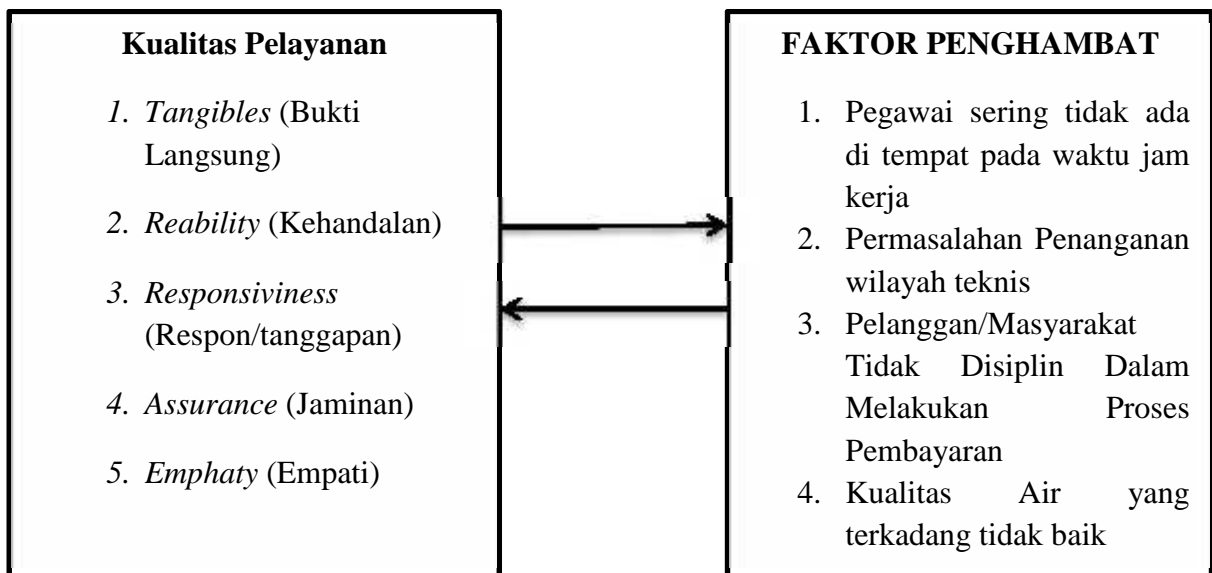 Kualitas Pelayanan
1. Tangibles (Bukti
Langsung)
2. Reability (Kehandalan)
3. Responsiviness
(Respon/tanggapan)
4. Assurance (Jaminan)
5. Emphaty (Empati)
FAKTOR PENGHAMBAT
1. Pegawai sering tidak ada
di tempat pada waktu jam
kerja
2. Permasalahan Penanganan
wilayah teknis
3. Pelanggan/Masyarakat
Tidak Disiplin Dalam
Melakukan Proses
Pembayaran
4. Kualitas Air yang
terkadang tidak baik